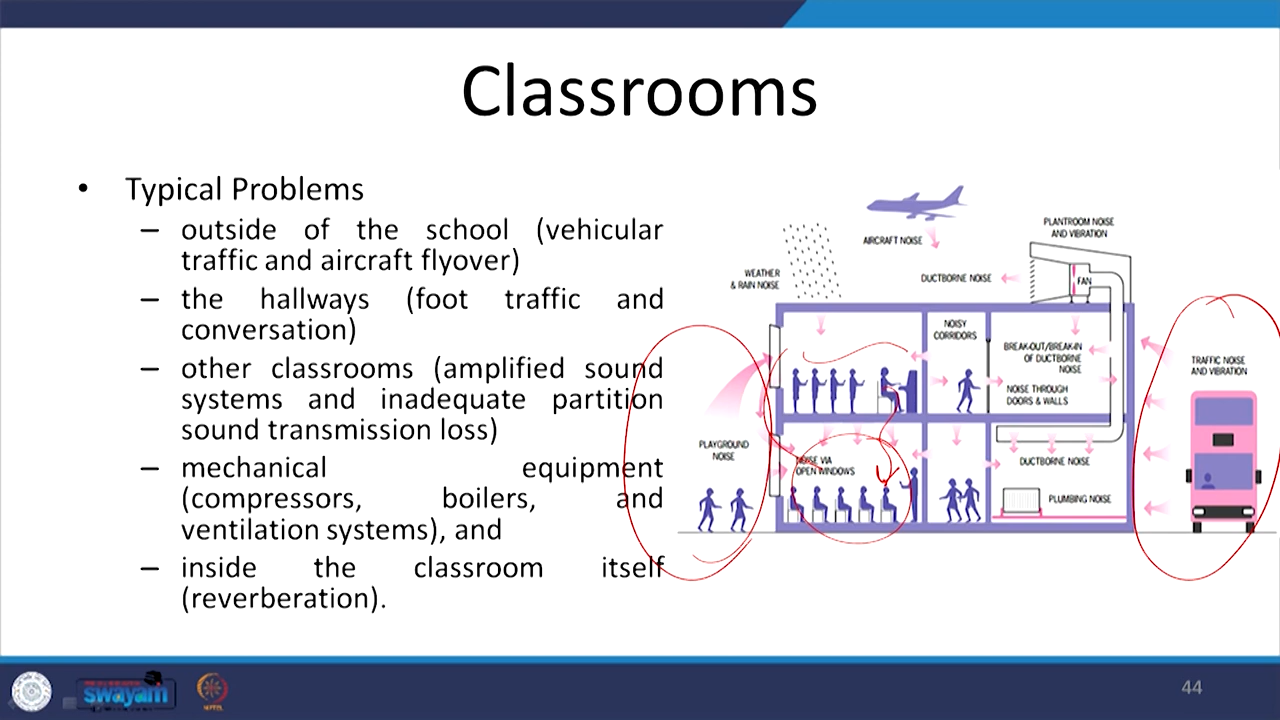 Classrooms
• Typical Problems
– outside of the school (vehicular
traffic and aircraft flyover)
– the hallways (foot traffic and
conversation)
– other classrooms (amplified sound
systems and inadequate partition
sound transmission loss)
– mechanical equipment
(compressors, boilers, and
ventilation systems), and
– inside the classroom itself
(reverberation).
AIRCRAFT NOISE
PLANTROOM NOISE
AND VIBRATION
WEATHER
& RAIN NOISE
DUCTBORNE NOISE
FAN
NOISY
CORRIDORS
BREAK-OUT/BREAK-IN
OF DUCTBORNE
NOISE
NOISE THROUGH
DOORS & WALLS
TRAFFIC NOISE
AND VIBRATION
PLAYGROUND
NOISE
NOISE VIA
OPEN WINDOWS
DUCTBORNE NOISE
PLUMBING NOISE
swayam
44